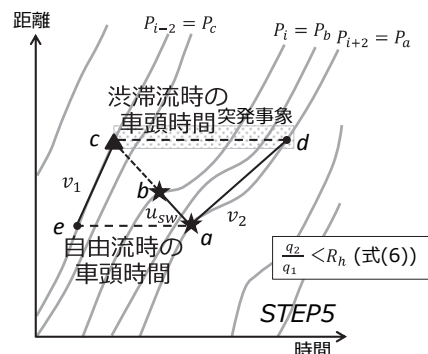 距離
P_{i-2} = P_c
P_i = P_b
P_{i+2} = P_a
渋滞流時の
車頭時間
突発事象
c
d
v_1
b
e
u_{sw}
a
v_2
自由流時の
車頭時間
q_2/q_1 < R_h (式(6))
STEP5
時間